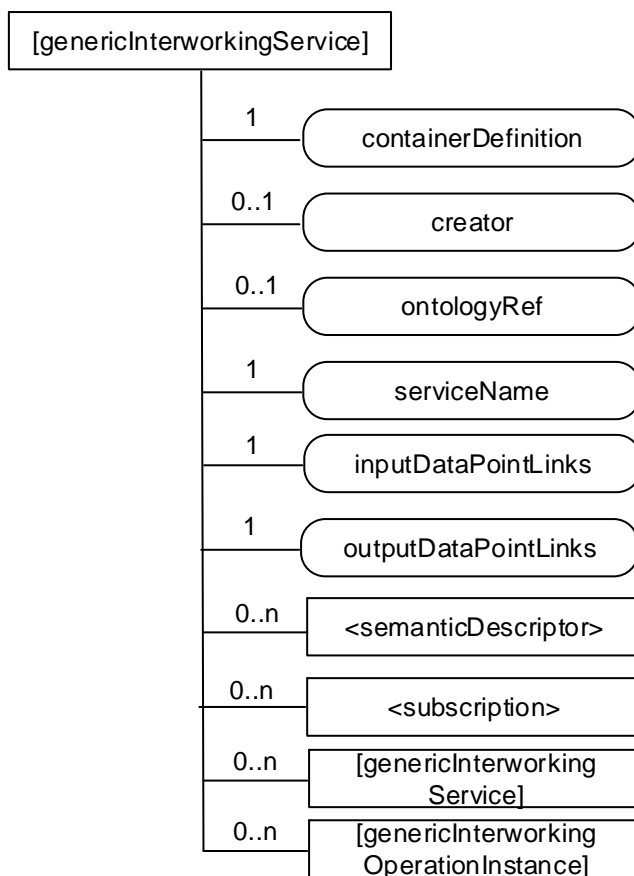 [genericInterworkingService]
1
containerDefinition
0..1
creator
0..1
ontologyRef
1
serviceName
1
inputDataPointLinks
1
outputDataPointLinks
0..n
<semanticDescriptor>
0..n
<subscription>
0..n
[genericInterworking
Service]
0..n
[genericInterworking
OperationInstance]